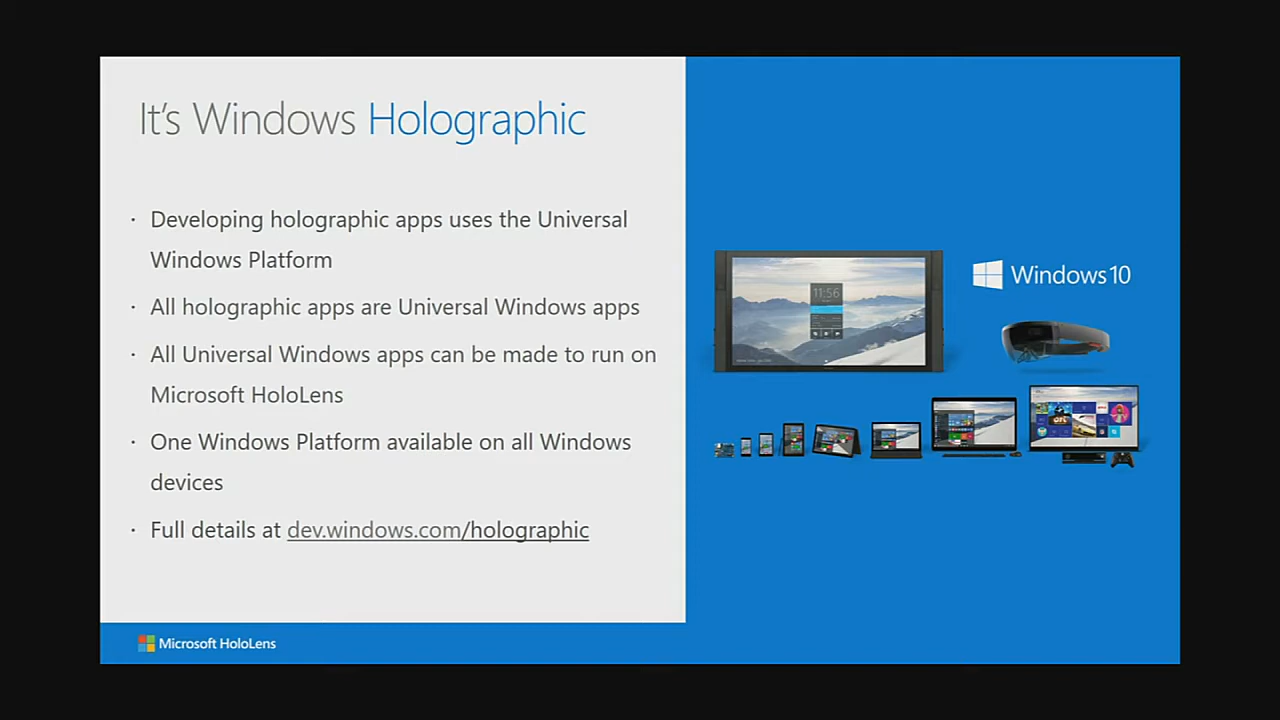 It's Windows Holographic
· Developing holographic apps uses the Universal
Windows Platform
· All holographic apps are Universal Windows apps
· All Universal Windows apps can be made to run on
Microsoft HoloLens
· One Windows Platform available on all Windows
devices
· Full details at dev.windows.com/holographic
11:56
Windows 10
Microsoft HoloLens